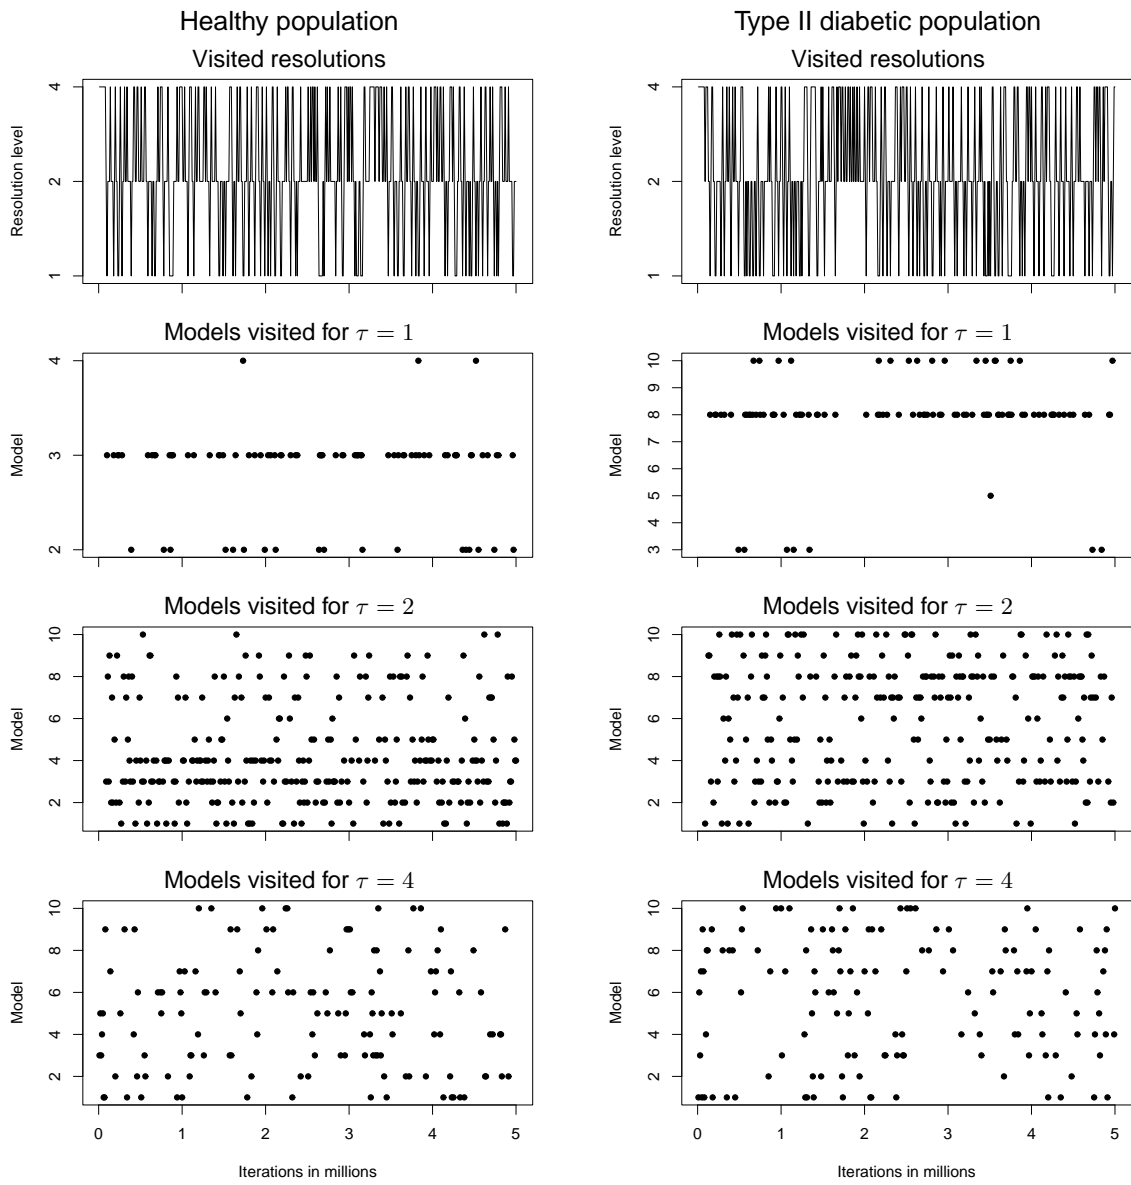 Healthy population
Type II diabetic population
Visited resolutions
Visited resolutions
Resolution level
4
2
1
Resolution level
4
2
1
Models visited for τ = 1
Models visited for τ = 1
Model
4
3
2
Model
10
9
8
7
6
5
4
3
Models visited for τ = 2
Models visited for τ = 2
Model
10
8
6
4
2
Model
10
8
6
4
2
Models visited for τ = 4
Models visited for τ = 4
Model
10
8
6
4
2
Model
10
8
6
4
2
0 1 2 3 4 5
0 1 2 3 4 5
Iterations in millions
Iterations in millions